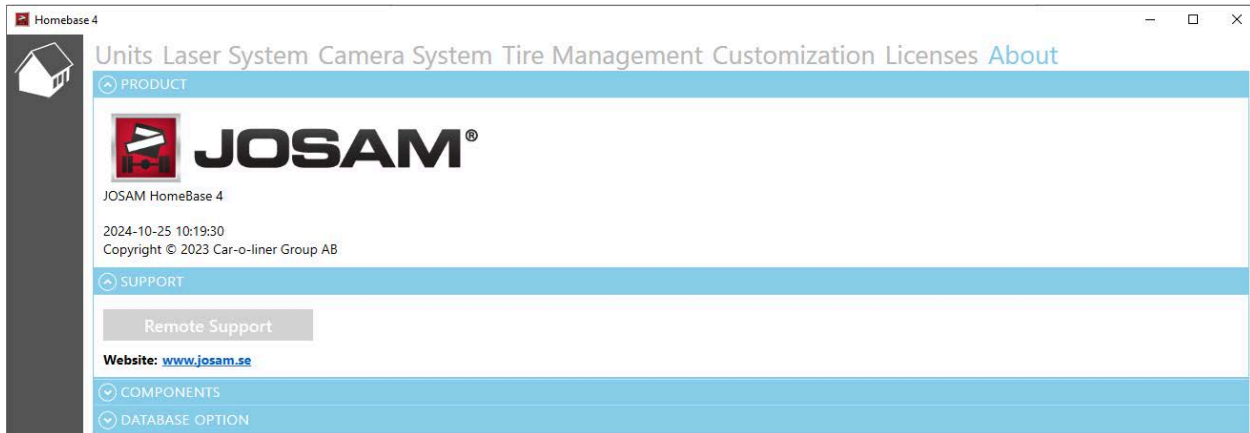 Homebase 4
Units Laser System Camera System Tire Management Customization Licenses About
PRODUCT
JOSAM®
JOSAM HomeBase 4
2024-10-25 10:19:30
Copyright © 2023 Car-o-liner Group AB
SUPPORT
Remote Support
Website: www.josam.se
COMPONENTS
DATABASE OPTION